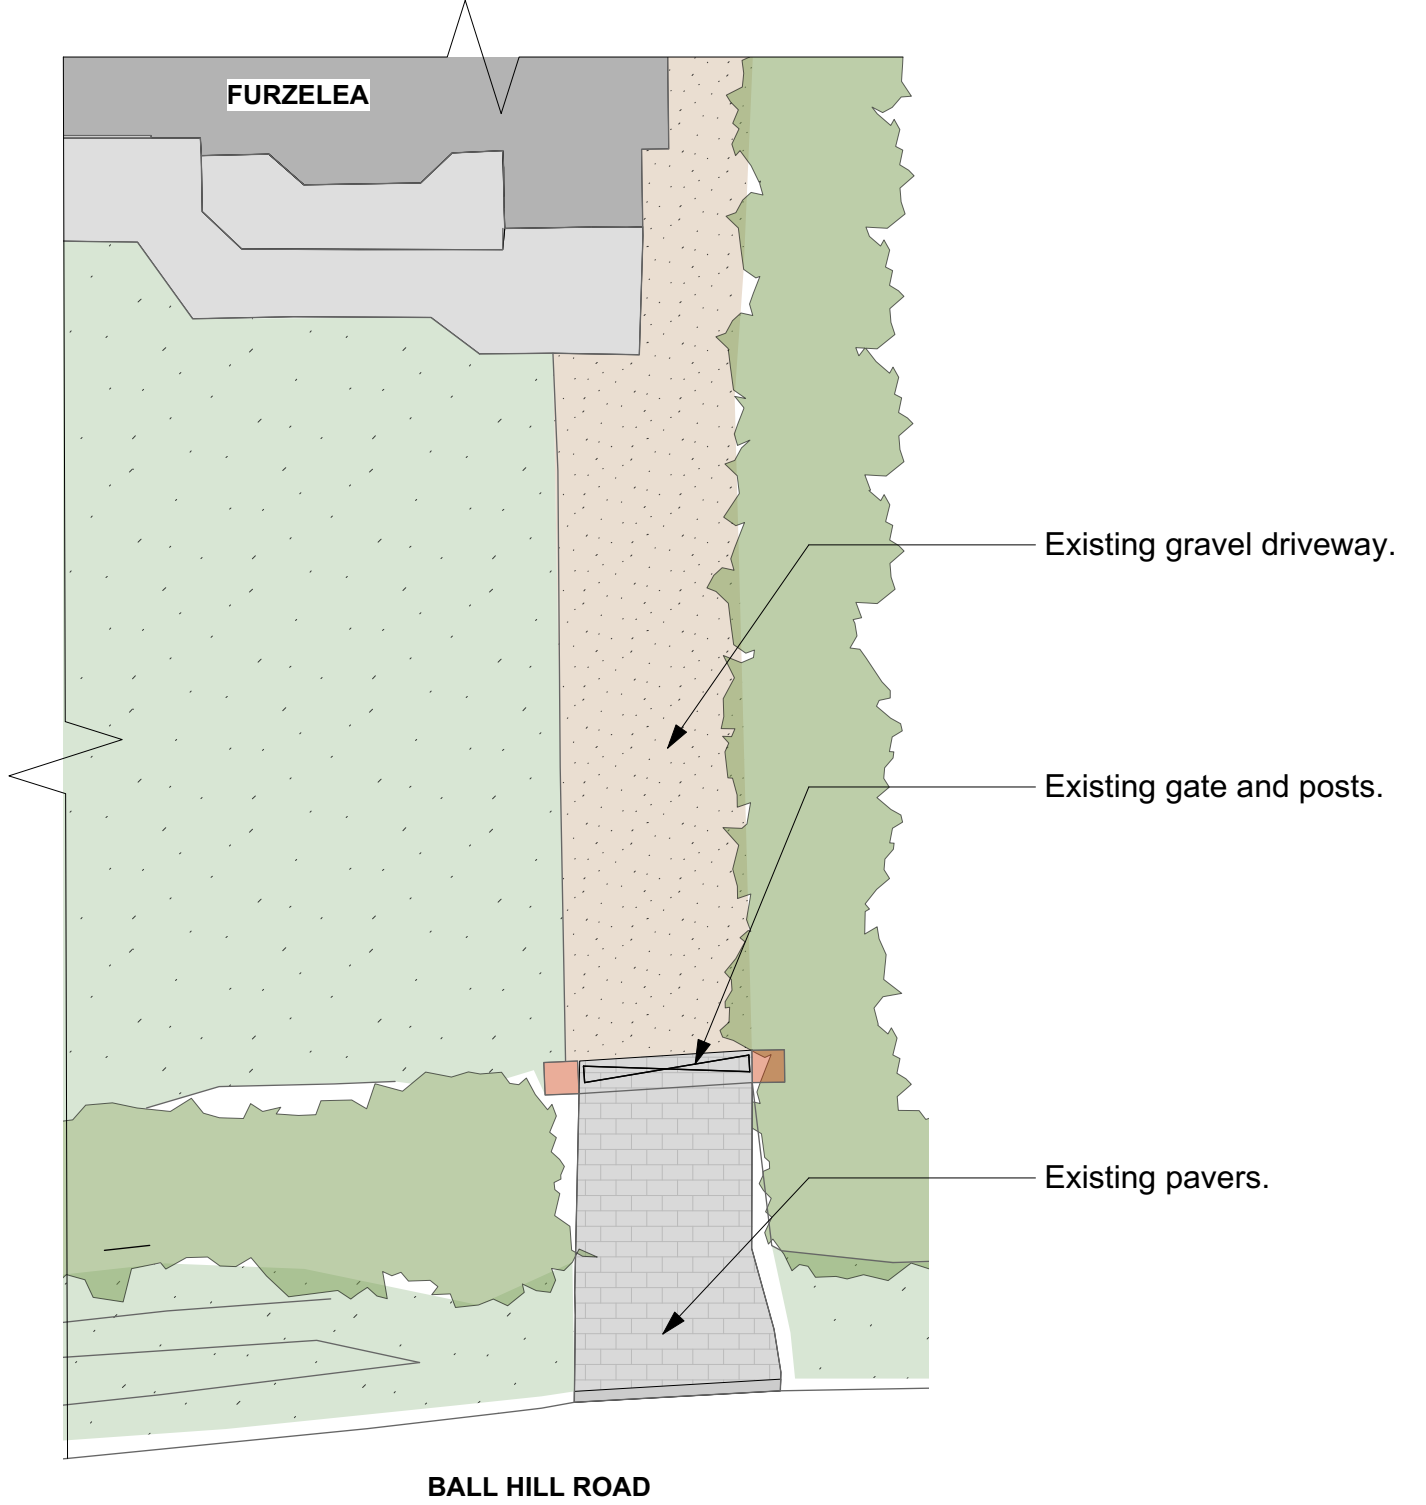 FURZELEA
Existing gravel driveway.
Existing gate and posts.
Existing pavers.
BALL HILL ROAD